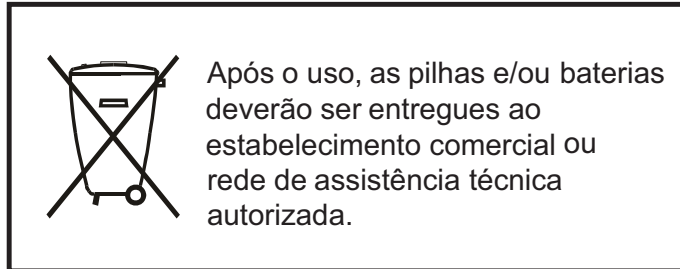 Após o uso, as pilhas e/ou baterias
deverão ser entregues ao
estabelecimento comercial ou
rede de assistência técnica
autorizada.